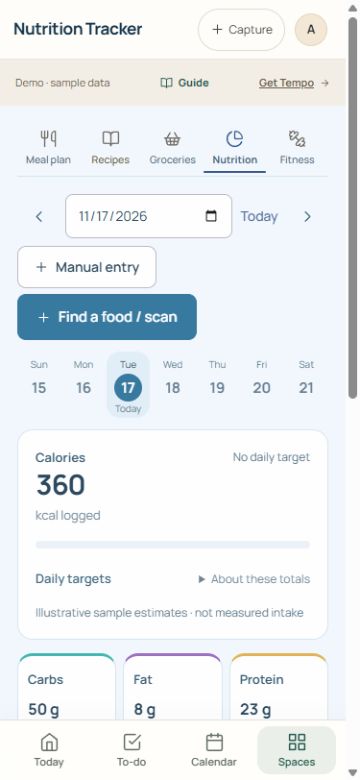 Nutrition Tracker
+ Capture
A
Demo · sample data
Guide
Get Tempo →
Meal plan
Recipes
Groceries
Nutrition
Fitness
11/17/2026
Today
+ Manual entry
+ Find a food / scan
Sun Mon Tue Wed Thu Fri Sat
15 16 17 18 19 20 21
Today
Calories
No daily target
360
kcal logged
Daily targets
▶ About these totals
Illustrative sample estimates · not measured intake
Carbs Fat Protein
50 g 8 g 23 g
Today To-do Calendar Spaces